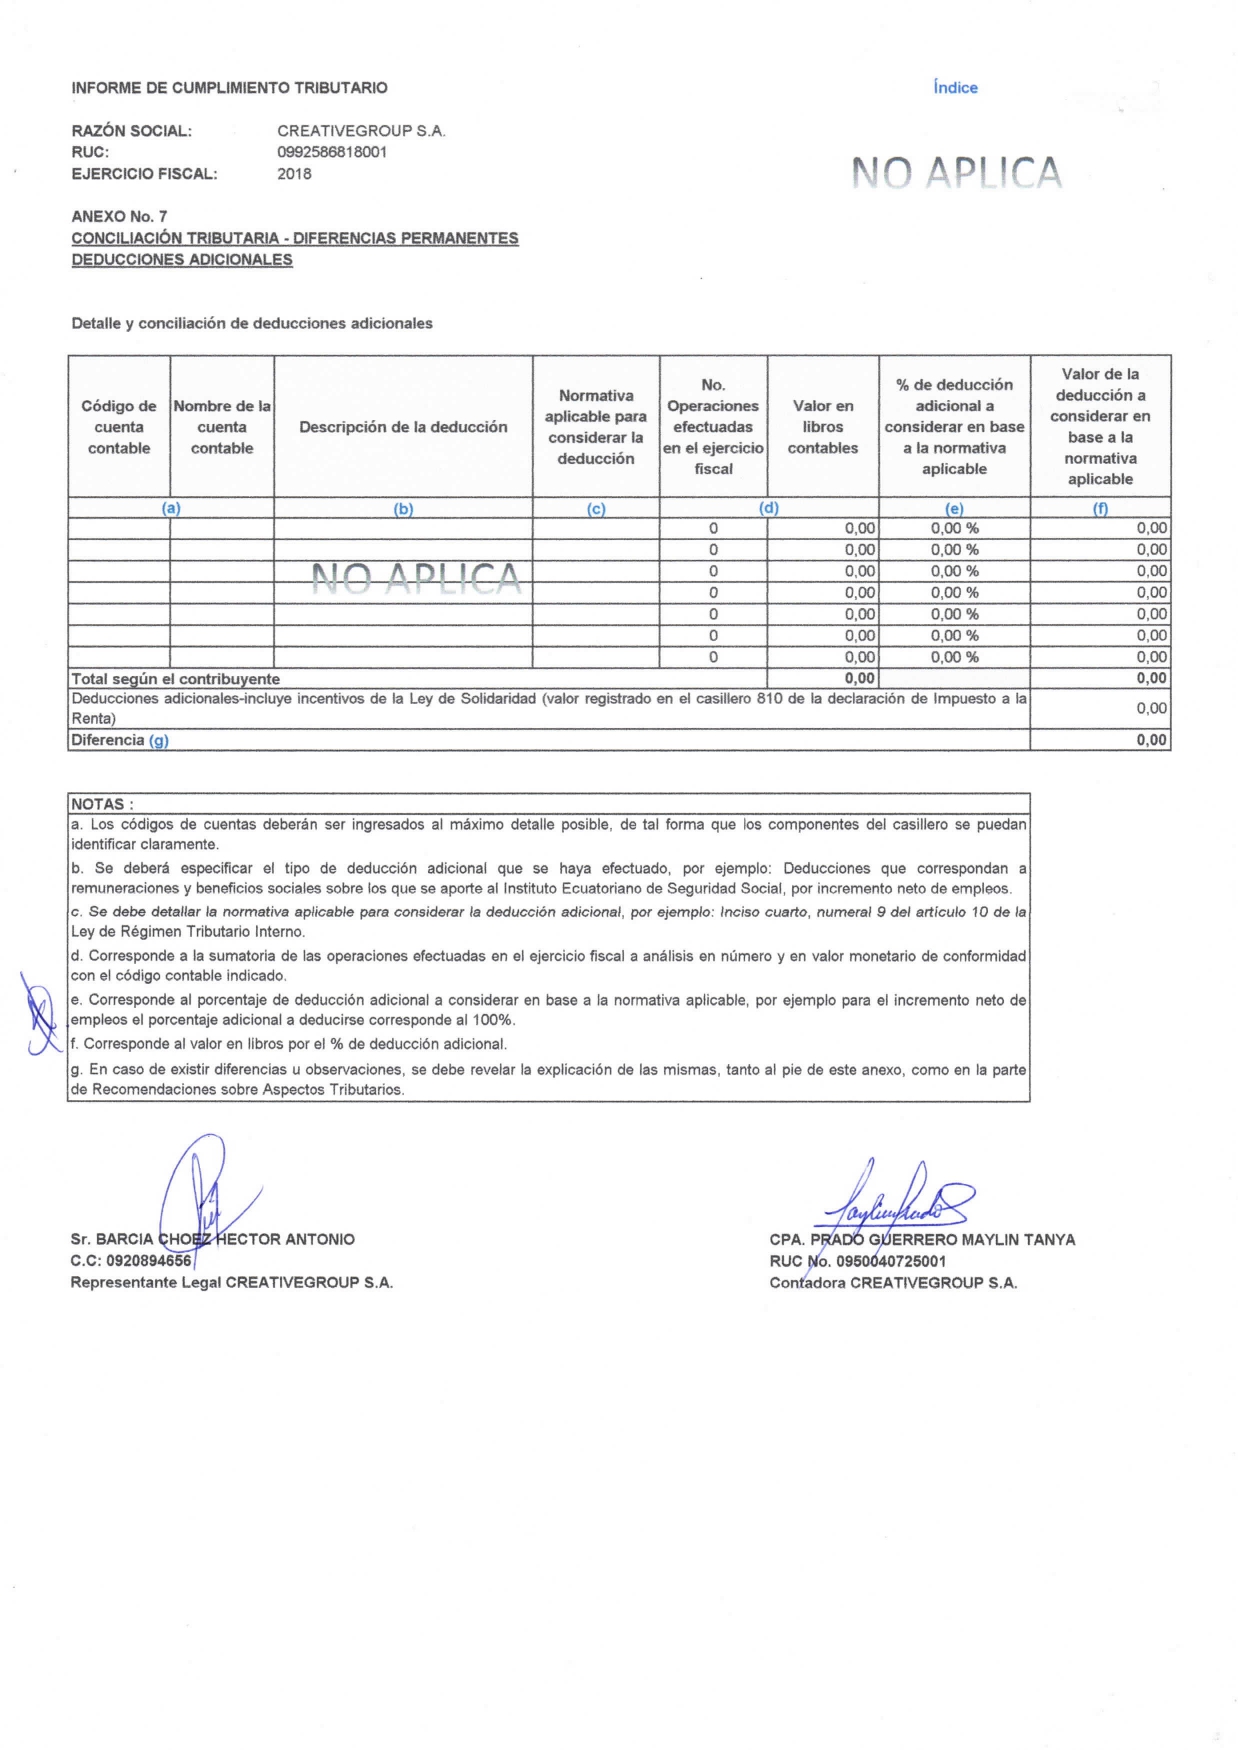 INFORME DE CUMPLIMIENTO TRIBUTARIO
Índice
RAZÓN SOCIAL: CREATIVEGROUP S.A.
RUC: 0992586818001
EJERCICIO FISCAL: 2018
NO APLICA
ANEXO No. 7
CONCILIACIÓN TRIBUTARIA - DIFERENCIAS PERMANENTES
DEDUCCIONES ADICIONALES
Detalle y conciliación de deducciones adicionales
Código de
cuenta
contable
Nombre de la
cuenta
contable
Descripción de la deducción
Normativa
aplicable para
considerar la
deducción
No.
Operaciones
efectuadas
en el ejercicio
fiscal
Valor en
libros
contables
% de deducción
adicional a
considerar en base
a la normativa
aplicable
Valor de la
deducción a
considerar en
base a la
normativa
aplicable
(a) (b) (c) (d) (e) (f)
0 0,00 0,00 % 0,00
0 0,00 0,00 % 0,00
NO APLICA 0 0,00 0,00 % 0,00
0 0,00 0,00 % 0,00
0 0,00 0,00 % 0,00
0 0,00 0,00 % 0,00
0 0,00 0,00 % 0,00
Total según el contribuyente 0,00 0,00
Deducciones adicionales-incluye incentivos de la Ley de Solidaridad (valor registrado en el casillero 810 de la declaración de Impuesto a la
Renta) 0,00
Diferencia (g) 0,00
NOTAS :
a. Los códigos de cuentas deberán ser ingresados al máximo detalle posible, de tal forma que los componentes del casillero se puedan
identificar claramente.
b. Se deberá especificar el tipo de deducción adicional que se haya efectuado, por ejemplo: Deducciones que correspondan a
remuneraciones y beneficios sociales sobre los que se aporte al Instituto Ecuatoriano de Seguridad Social, por incremento neto de empleos.
c. Se debe detallar la normativa aplicable para considerar la deducción adicional, por ejemplo: Inciso cuarto, numeral 9 del artículo 10 de la
Ley de Régimen Tributario Interno.
d. Corresponde a la sumatoria de las operaciones efectuadas en el ejercicio fiscal a análisis en número y en valor monetario de conformidad
con el código contable indicado.
e. Corresponde al porcentaje de deducción adicional a considerar en base a la normativa aplicable, por ejemplo para el incremento neto de
empleos el porcentaje adicional a deducirse corresponde al 100%.
f. Corresponde al valor en libros por el % de deducción adicional.
g. En caso de existir diferencias u observaciones, se debe revelar la explicación de las mismas, tanto al pie de este anexo, como en la parte
de Recomendaciones sobre Aspectos Tributarios.
Sr. BARCIA CHOEZ HECTOR ANTONIO
C.C: 0920894656
Representante Legal CREATIVEGROUP S.A.
CPA. PRADO GUERRERO MAYLIN TANYA
RUC No. 0950040725001
Contadora CREATIVEGROUP S.A.